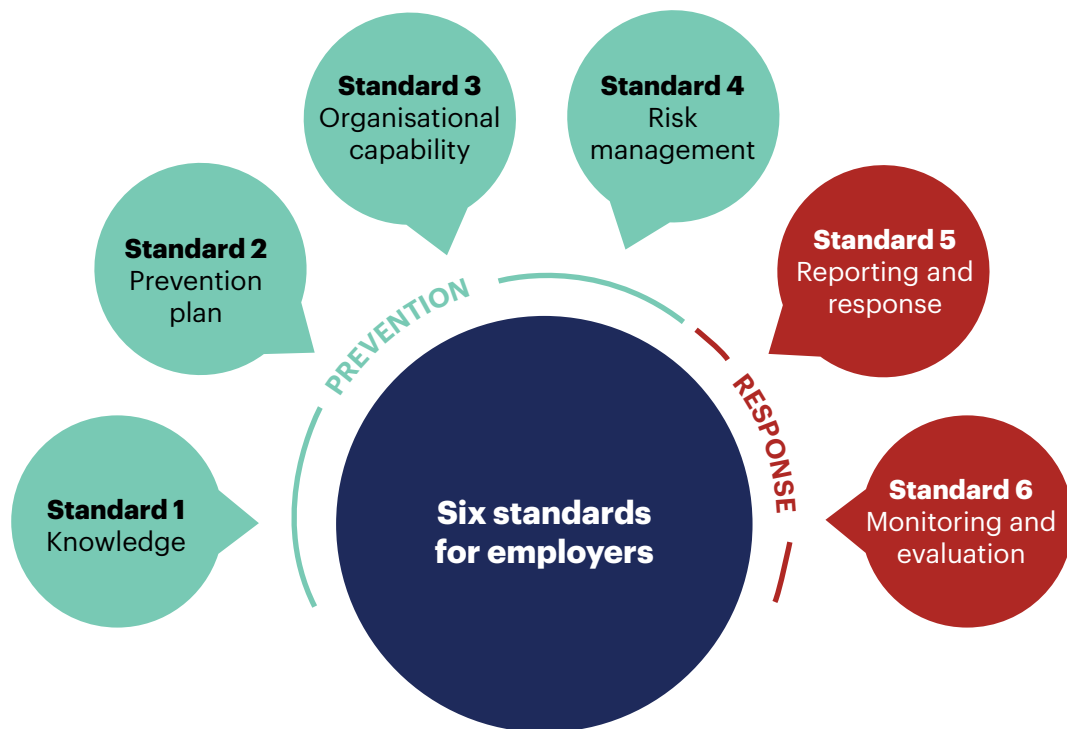 Standard 1
Knowledge
Standard 2
Prevention
plan
Standard 3
Organisational
capability
Standard 4
Risk
management
Standard 5
Reporting and
response
Standard 6
Monitoring and
evaluation
PREVENTION
RESPONSE
Six standards
for employers